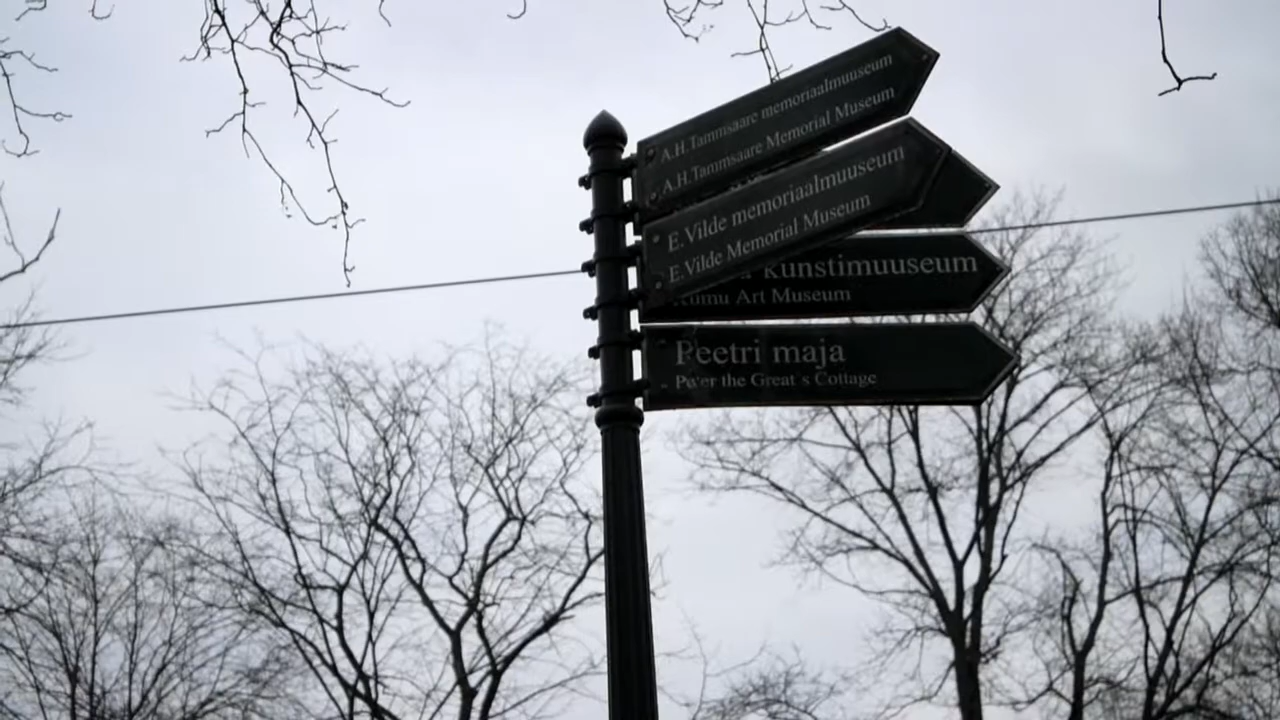 A.H.Tammsaare memoriaalmuuseum
A.H.Tammsaare Memorial Museum
E.Vilde memoriaalmuuseum
E.Vilde Memorial Museum
kunstimuuseum
Kumu Art Museum
Peetri maja
Peter the Great's Cottage